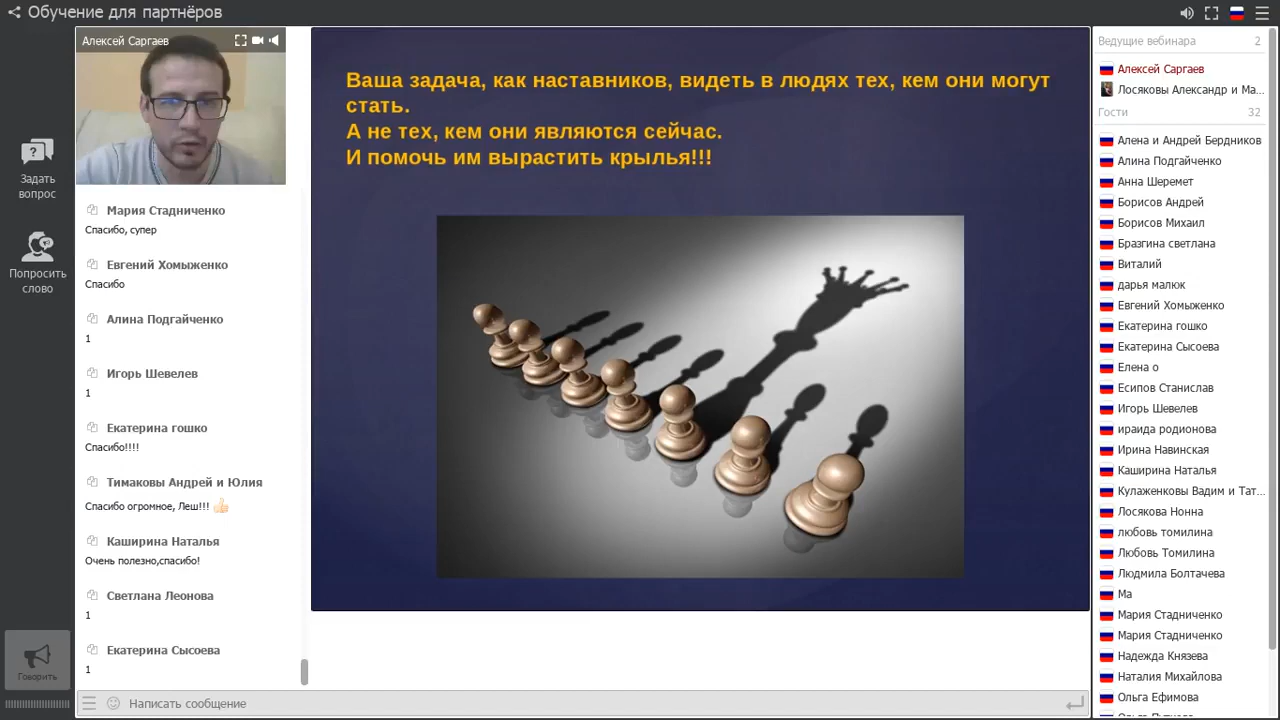 Обучение для партнёров
Задать
вопрос
Попросить
слово
Говорить
Алексей Саргаев
Мария Стадниченко
Спасибо, супер
Евгений Хомыженко
Спасибо
Алина Подгайченко
1
Игорь Шевелев
1
Екатерина гошко
Спасибо!!!!
Тимаковы Андрей и Юлия
Спасибо огромное, Леш!!!
Каширина Наталья
Очень полезно,спасибо!
Светлана Леонова
1
Екатерина Сысоева
1
Написать сообщение
Ваша задача, как наставников, видеть в людях тех, кем они могут
стать.
А не тех, кем они являются сейчас.
И помочь им вырастить крылья!!!
Ведущие вебинара 2
Алексей Саргаев
Лосяковы Александр и Ма...
Гости 32
Алена и Андрей Бердников
Алина Подгайченко
Анна Шеремет
Борисов Андрей
Борисов Михаил
Бразгина светлана
Виталий
дарья малюж
Евгений Хомыженко
Екатерина гошко
Екатерина Сысоева
Елена о
Есипов Станислав
Игорь Шевелев
ираида родионова
Ирина Навинская
Каширина Наталья
Кулаженковы Вадим и Тат...
Лосякова Нонна
любовь томилина
Любовь Томилина
Людмила Болтачева
Ма
Мария Стадниченко
Мария Стадниченко
Надежда Князева
Наталия Михайлова
Ольга Ефимова